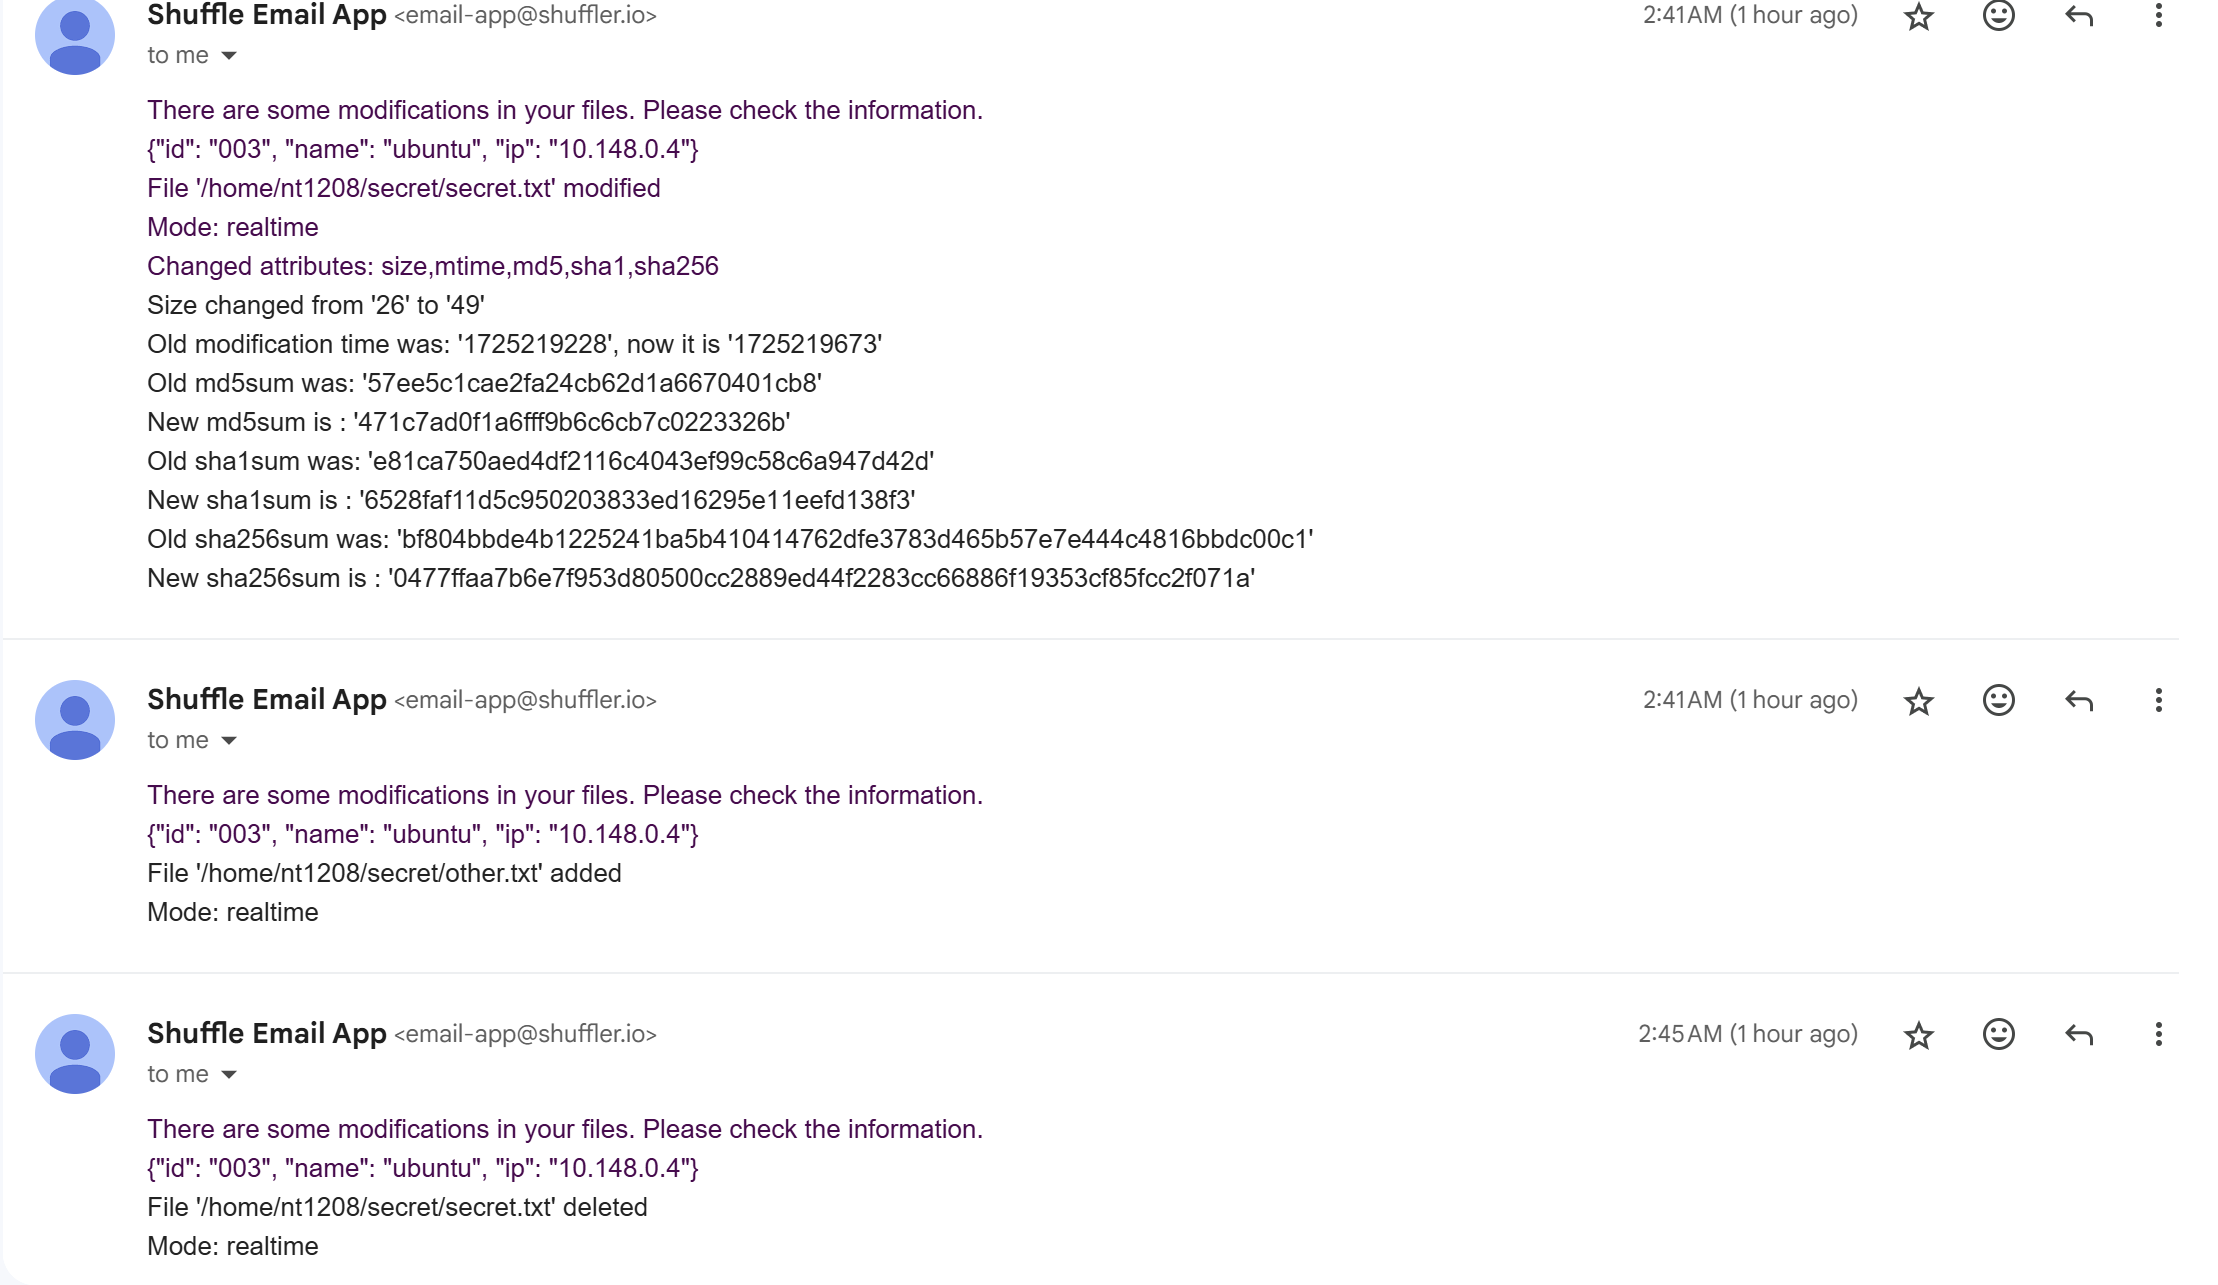 Shuffle Email App <email-app@shuffler.io> 2:41 AM (1 hour ago)
to me
There are some modifications in your files. Please check the information.
{"id": "003", "name": "ubuntu", "ip": "10.148.0.4"}
File '/home/nt1208/secret/secret.txt' modified
Mode: realtime
Changed attributes: size,mtime,md5,sha1,sha256
Size changed from '26' to '49'
Old modification time was: '1725219228', now it is '1725219673'
Old md5sum was: '57ee5c1cae2fa24cb62d1a6670401cb8'
New md5sum is : '471c7ad0f1a6fff9b6c6cb7c0223326b'
Old sha1sum was: 'e81ca750aed4df2116c4043ef99c58c6a947d42d'
New sha1sum is : '6528faf11d5c950203833ed16295e11eefd138f3'
Old sha256sum was: 'bf804bbde4b1225241ba5b410414762dfe3783d465b57e7e444c4816bbdc00c1'
New sha256sum is : '0477ffaa7b6e7f953d80500cc2889ed44f2283cc66886f19353cf85fcc2f071a'
Shuffle Email App <email-app@shuffler.io> 2:41 AM (1 hour ago)
to me
There are some modifications in your files. Please check the information.
{"id": "003", "name": "ubuntu", "ip": "10.148.0.4"}
File '/home/nt1208/secret/other.txt' added
Mode: realtime
Shuffle Email App <email-app@shuffler.io> 2:45 AM (1 hour ago)
to me
There are some modifications in your files. Please check the information.
{"id": "003", "name": "ubuntu", "ip": "10.148.0.4"}
File '/home/nt1208/secret/secret.txt' deleted
Mode: realtime